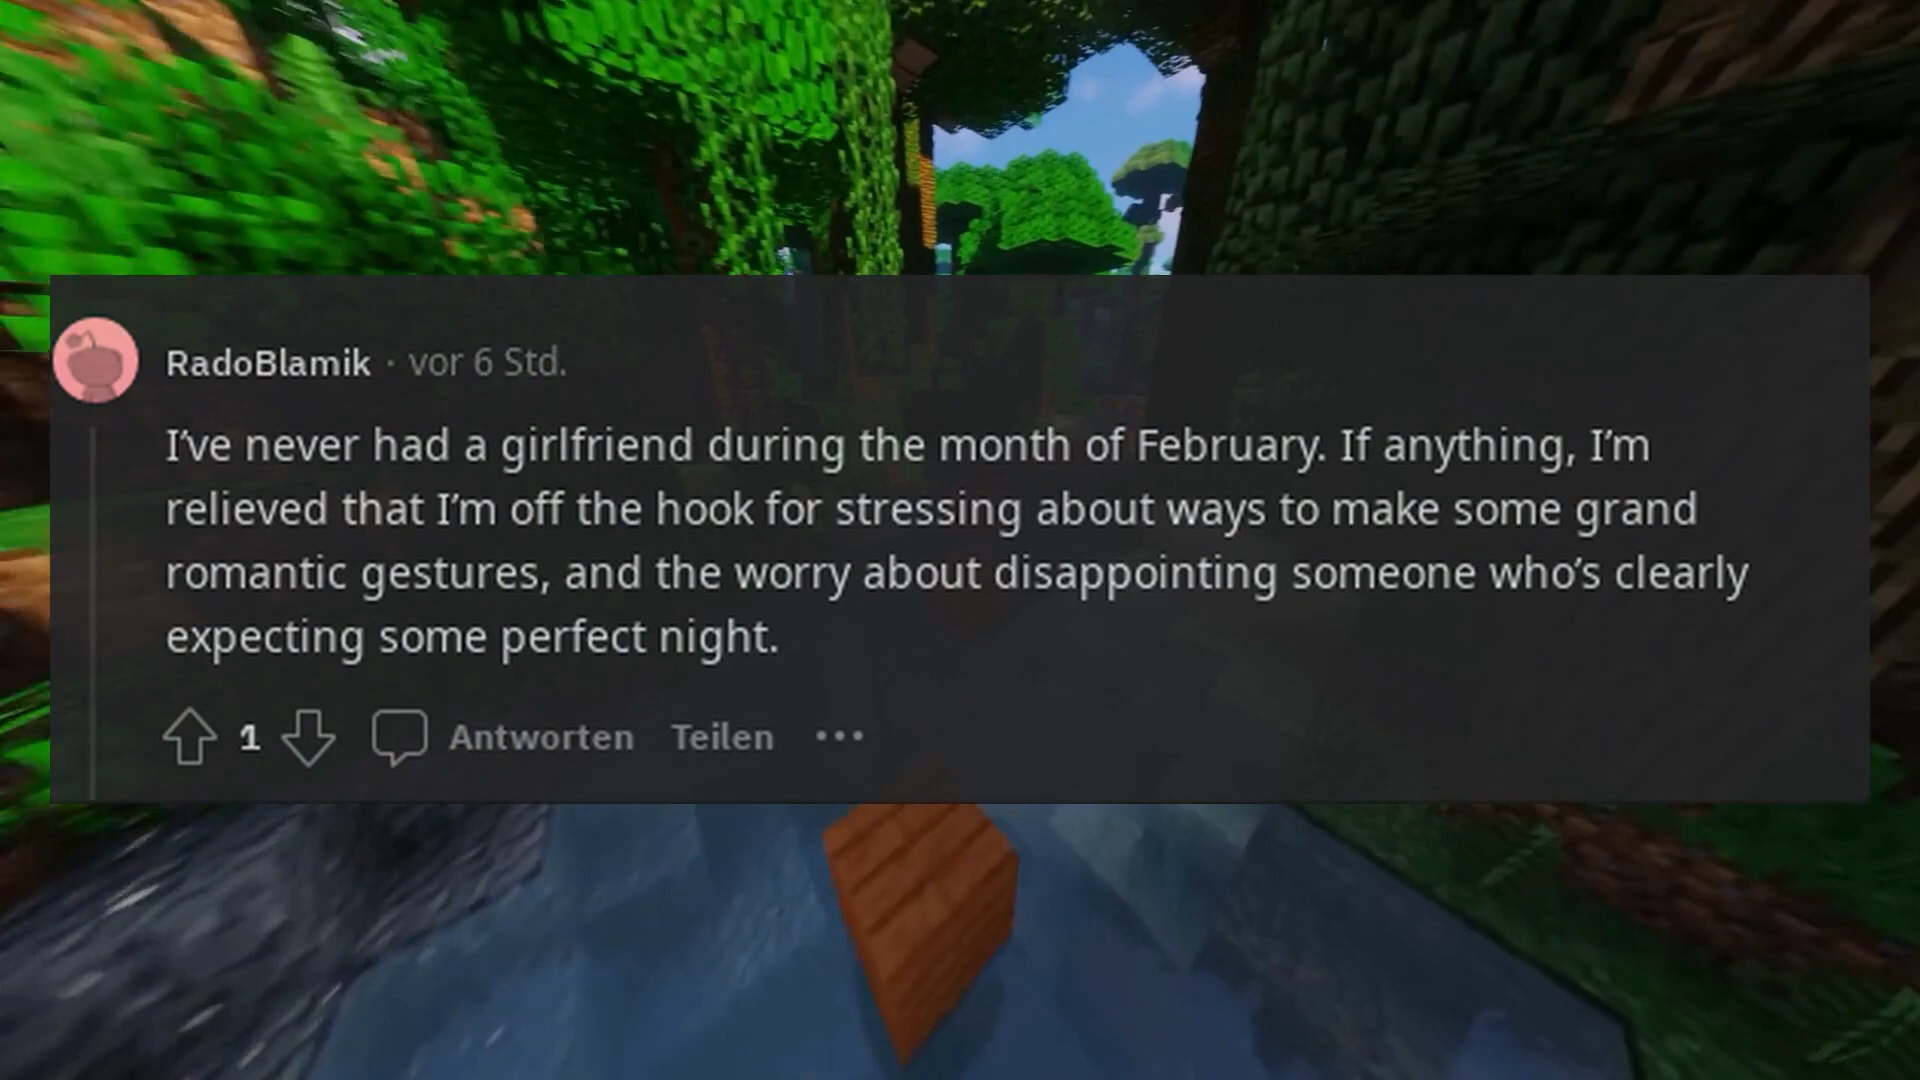 RadoBlamik · vor 6 Std.
I’ve never had a girlfriend during the month of February. If anything, I’m
relieved that I’m off the hook for stressing about ways to make some grand
romantic gestures, and the worry about disappointing someone who’s clearly
expecting some perfect night.
1 Antworten Teilen •••